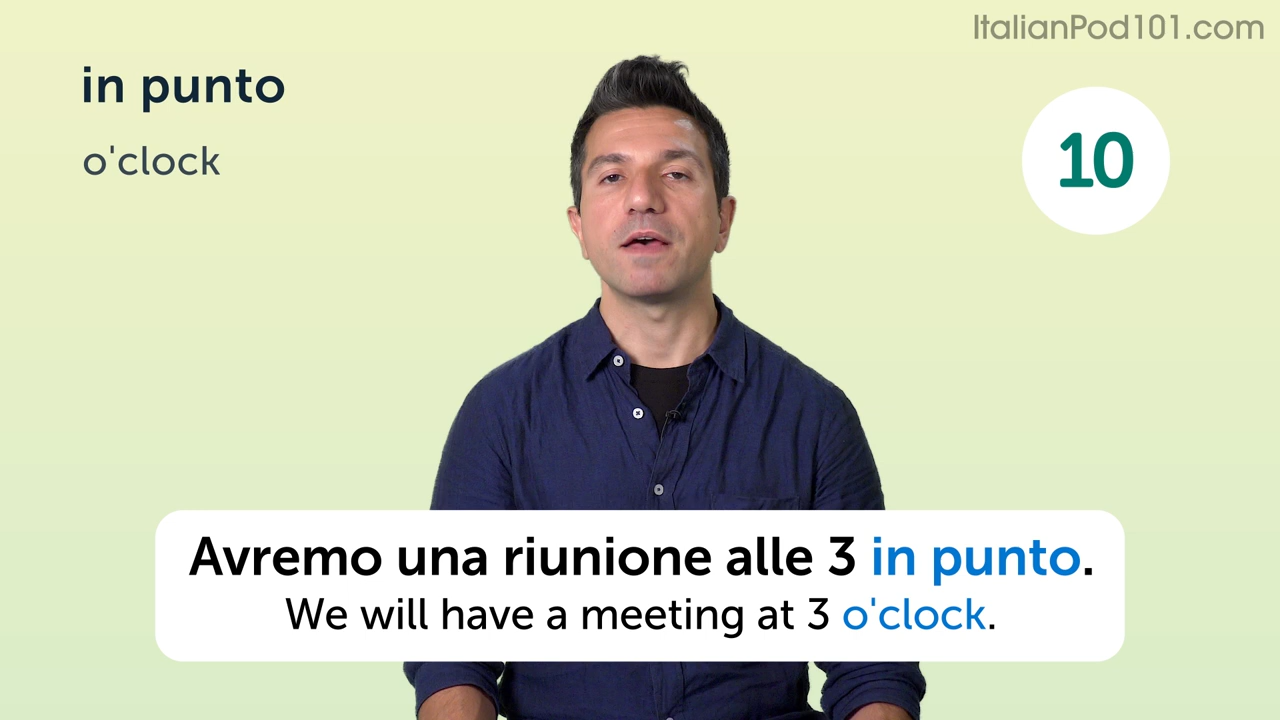 ItalianPod101.com
in punto
o'clock
10
Avremo una riunione alle 3 in punto.
We will have a meeting at 3 o'clock.